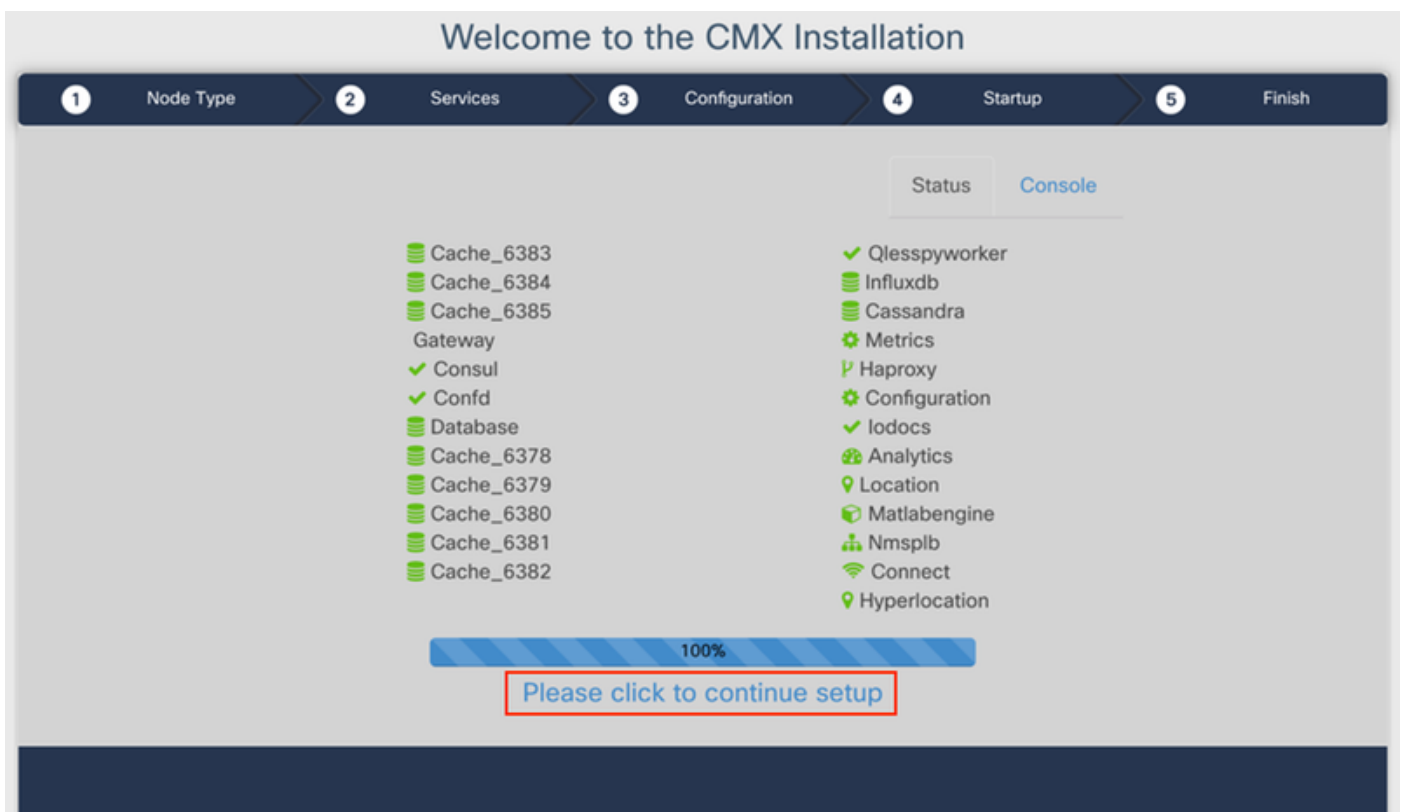 Welcome to the CMX Installation
1 Node Type 2 Services 3 Configuration 4 Startup 5 Finish
Status Console
Cache_6383
Cache_6384
Cache_6385
Gateway
Consul
Confd
Database
Cache_6378
Cache_6379
Cache_6380
Cache_6381
Cache_6382
Qlesspyworker
Influxdb
Cassandra
Metrics
Haproxy
Configuration
Iodocs
Analytics
Location
Matlabengine
Nmsplb
Connect
Hyperlocation
100%
Please click to continue setup